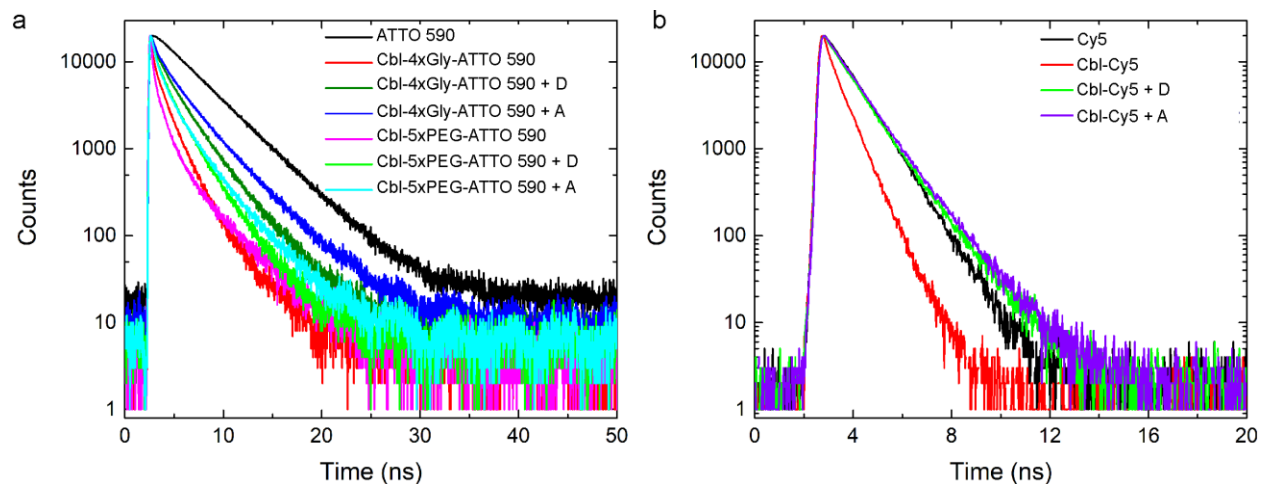 a
ATTO 590
Cbl-4xGly-ATTO 590
Cbl-4xGly-ATTO 590 + D
Cbl-4xGly-ATTO 590 + A
Cbl-5xPEG-ATTO 590
Cbl-5xPEG-ATTO 590 + D
Cbl-5xPEG-ATTO 590 + A
10000
1000
100
10
1
Counts
0 10 20 30 40 50
Time (ns)
b
Cy5
Cbl-Cy5
Cbl-Cy5 + D
Cbl-Cy5 + A
10000
1000
100
10
1
Counts
0 4 8 12 16 20
Time (ns)